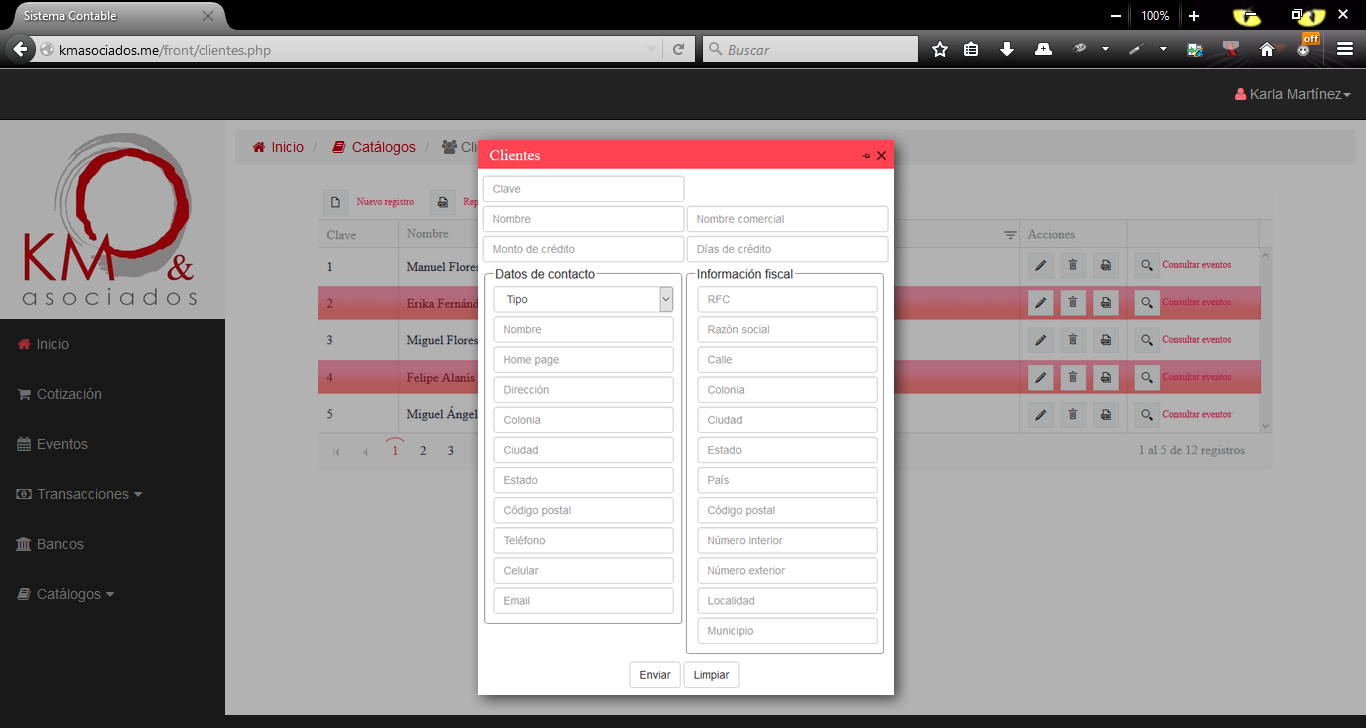 Sistema Contable
100%
off
kmasociados.me/front/clientes.php
Buscar
Karla Martínez
KM &
asociados
Inicio / Catálogos / Cli
Inicio
Cotización
Eventos
Transacciones
Bancos
Catálogos
Nuevo registro Rep
Clave Nombre Acciones
1 Manuel Flores Consultar eventos
2 Erika Fernánd Consultar eventos
3 Miguel Flores Consultar eventos
4 Felipe Alanís Consultar eventos
5 Miguel Ángel Consultar eventos
1 2 3 1 al 5 de 12 registros
Clientes
Clave
Nombre Nombre comercial
Monto de crédito Días de crédito
Datos de contacto
Tipo
Nombre
Home page
Dirección
Colonia
Ciudad
Estado
Código postal
Teléfono
Celular
Email
Información fiscal
RFC
Razón social
Calle
Colonia
Ciudad
Estado
País
Código postal
Número interior
Número exterior
Localidad
Municipio
Enviar Limpiar